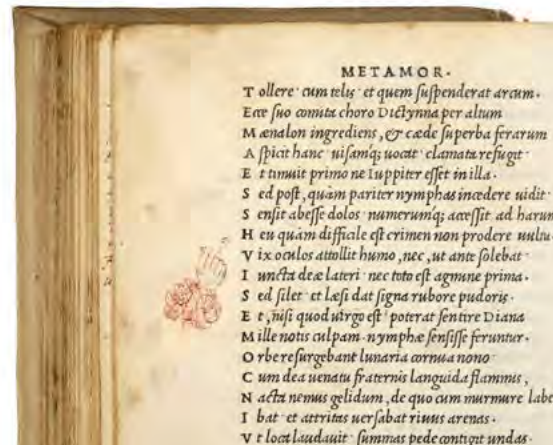 METAMOR.
T ollere cum telis et quem ſuſpenderat arcum.
Ecce ſuo comita choro Dictynna per altum
M ænalon ingrediens, & cæde ſuperba ferarum
A ſpicit hanc uiſamq; uocat clamata refugit
E t timuit primo ne Iuppiter eſſet in illa.
S ed poſt, quàm pariter nymphas incedere uidit
S enſit abeſſe dolos numerumq; acceſſit ad harum
H eu quàm difficile eſt crimen non prodere uultu
V ix oculos attollit humo, nec, ut ante ſolebat
I uncta deæ lateri nec toto eſt agmine prima.
S ed ſilet et læſi dat ſigna rubore pudoris.
E t, niſi quod uirgo eſt poterat ſentire Diana
M ille notis culpam. nymphæ ſenſiſſe feruntur.
O rbe reſurgebant lunaria cornua nono
C um dea uenatu fraternis languida flammis,
N acta nemus gelidum, de quo cum murmure labe
I bat et attritas uerſabat riuus arenas.
V t loca laudauit ſummas pede contigit undas.